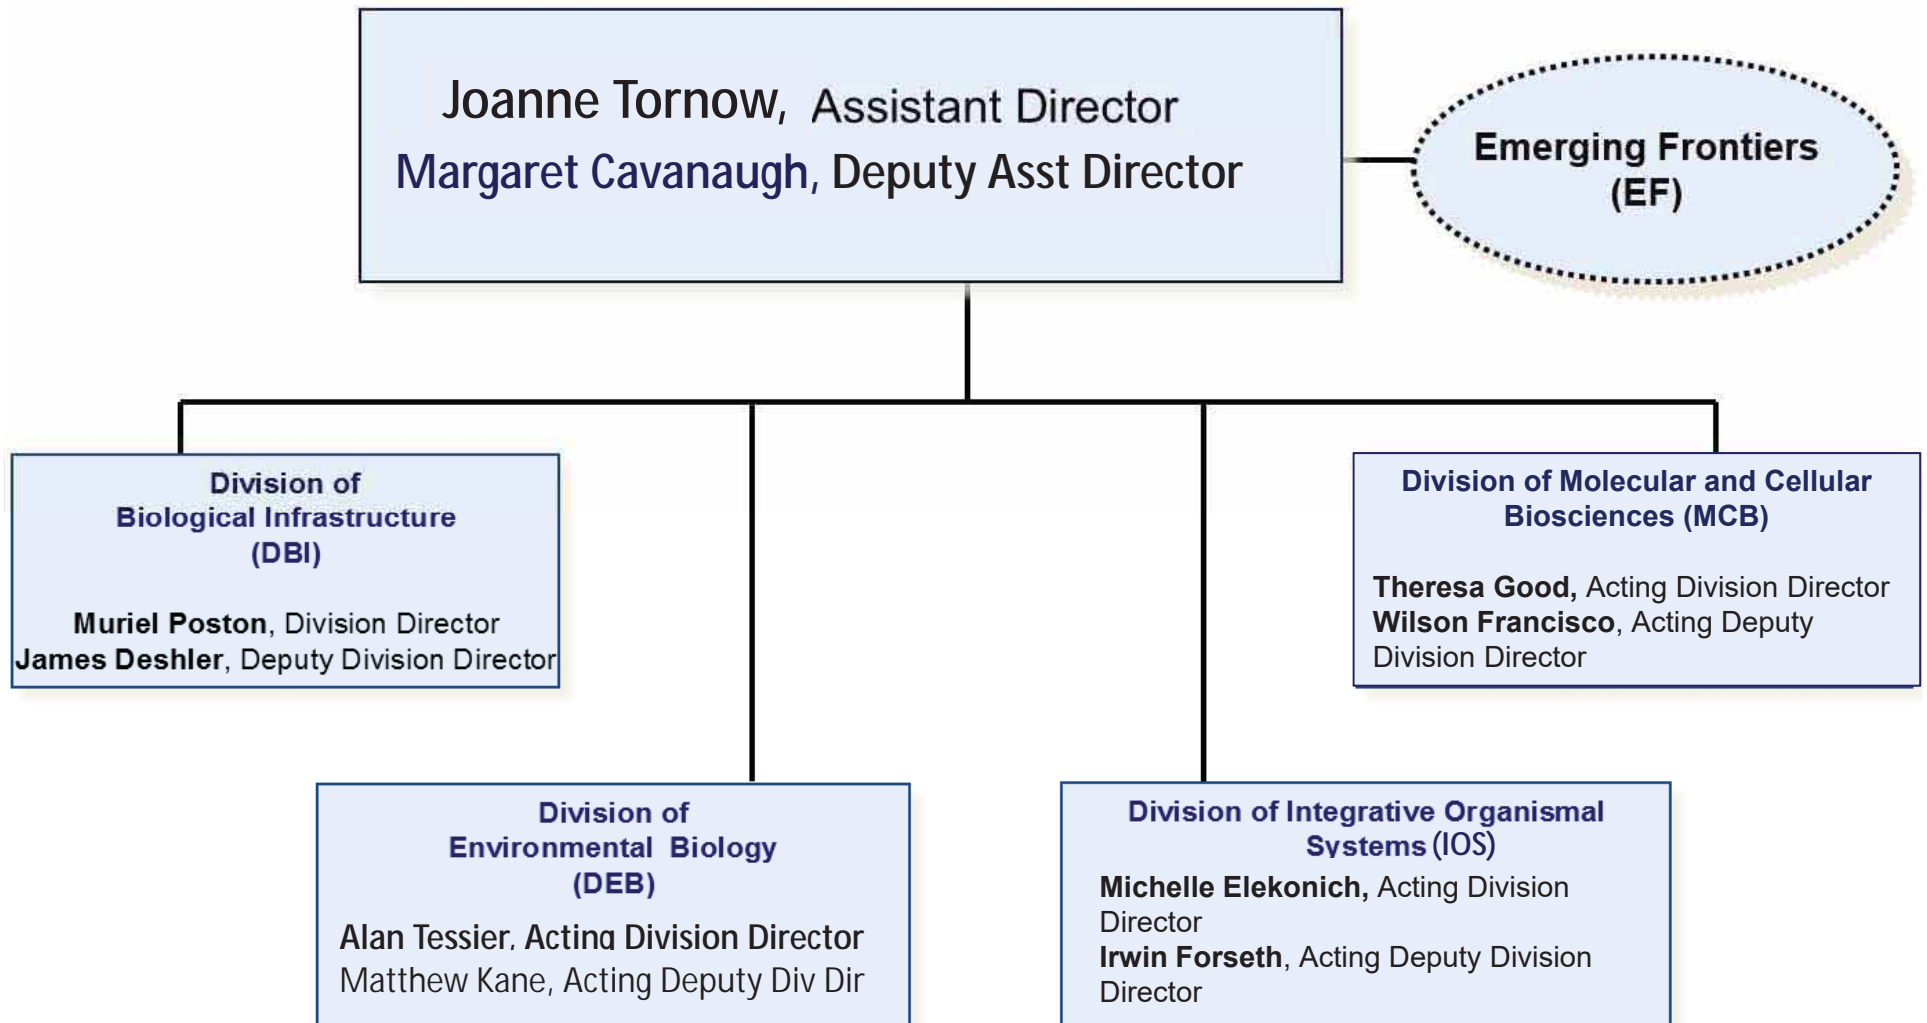 Joanne Tornow, Assistant Director
Margaret Cavanaugh, Deputy Asst Director
Emerging Frontiers
(EF)
Division of
Biological Infrastructure
(DBI)
Muriel Poston, Division Director
James Deshler, Deputy Division Director
Division of Molecular and Cellular
Biosciences (MCB)
Theresa Good, Acting Division Director
Wilson Francisco, Acting Deputy
Division Director
Division of
Environmental Biology
(DEB)
Alan Tessier, Acting Division Director
Matthew Kane, Acting Deputy Div Dir
Division of Integrative Organismal
Systems (IOS)
Michelle Elekonich, Acting Division
Director
Irwin Forseth, Acting Deputy Division
Director